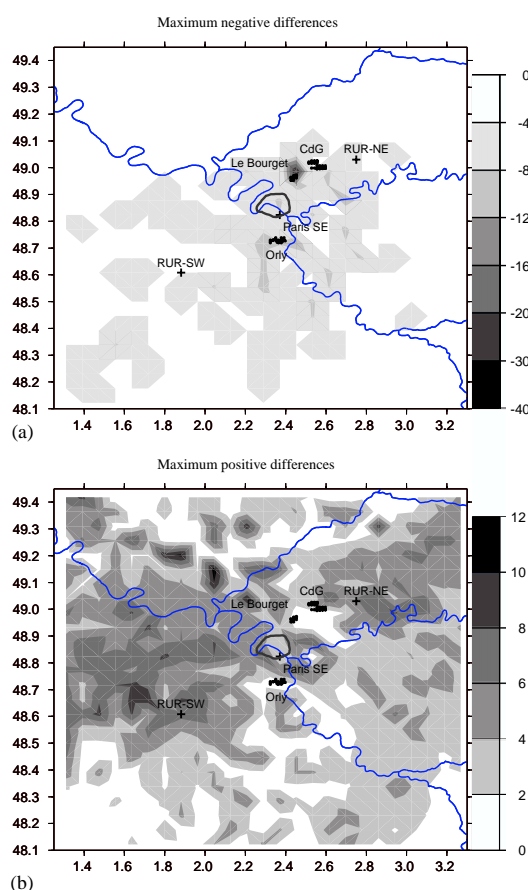 Maximum negative differences
49.4
49.3
49.2
49.1
49.0
48.9
48.8
48.7
48.6
48.5
48.4
48.3
48.2
48.1
CdG
RUR-NE
Le Bourget
Paris SE
Orly
RUR-SW
0
-4
-8
-12
-16
-20
-30
-40
1.4 1.6 1.8 2.0 2.2 2.4 2.6 2.8 3.0 3.2
(a)
Maximum positive differences
49.4
49.3
49.2
49.1
49.0
48.9
48.8
48.7
48.6
48.5
48.4
48.3
48.2
48.1
CdG
RUR-NE
Le Bourget
Paris SE
Orly
RUR-SW
12
10
8
6
4
2
0
1.4 1.6 1.8 2.0 2.2 2.4 2.6 2.8 3.0 3.2
(b)